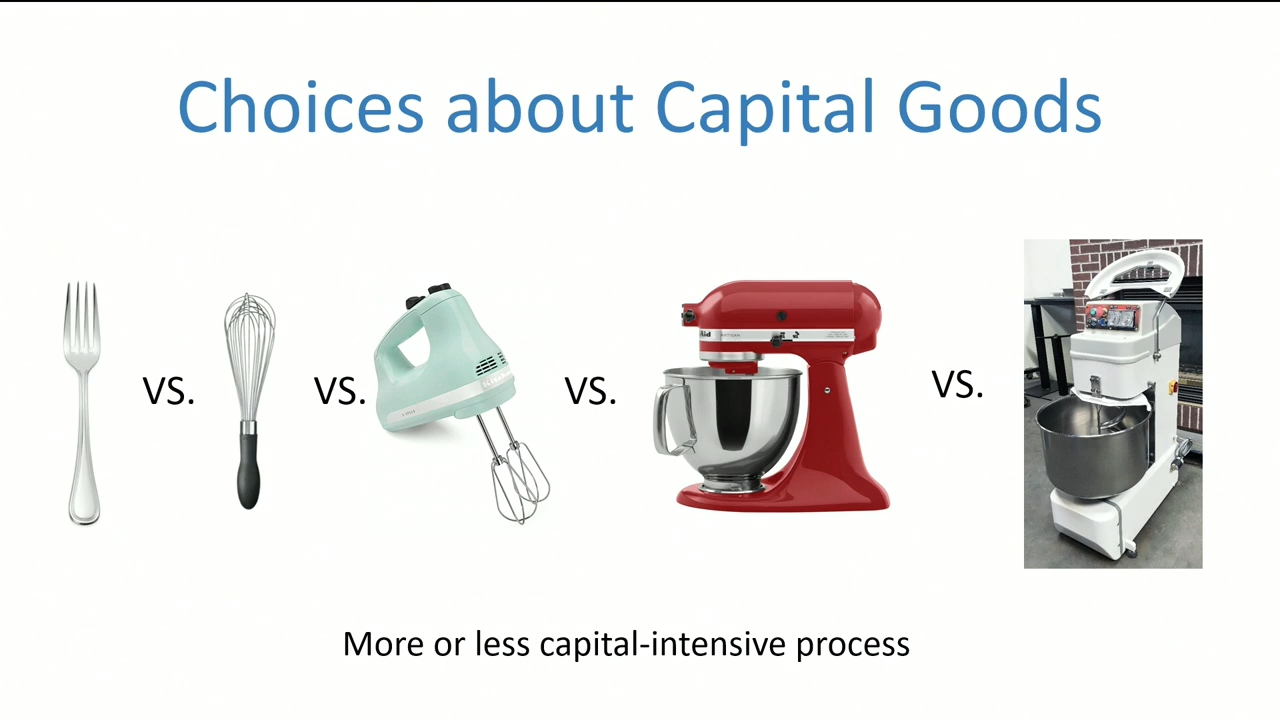 Choices about Capital Goods
VS.
VS.
VS.
VS.
More or less capital-intensive process